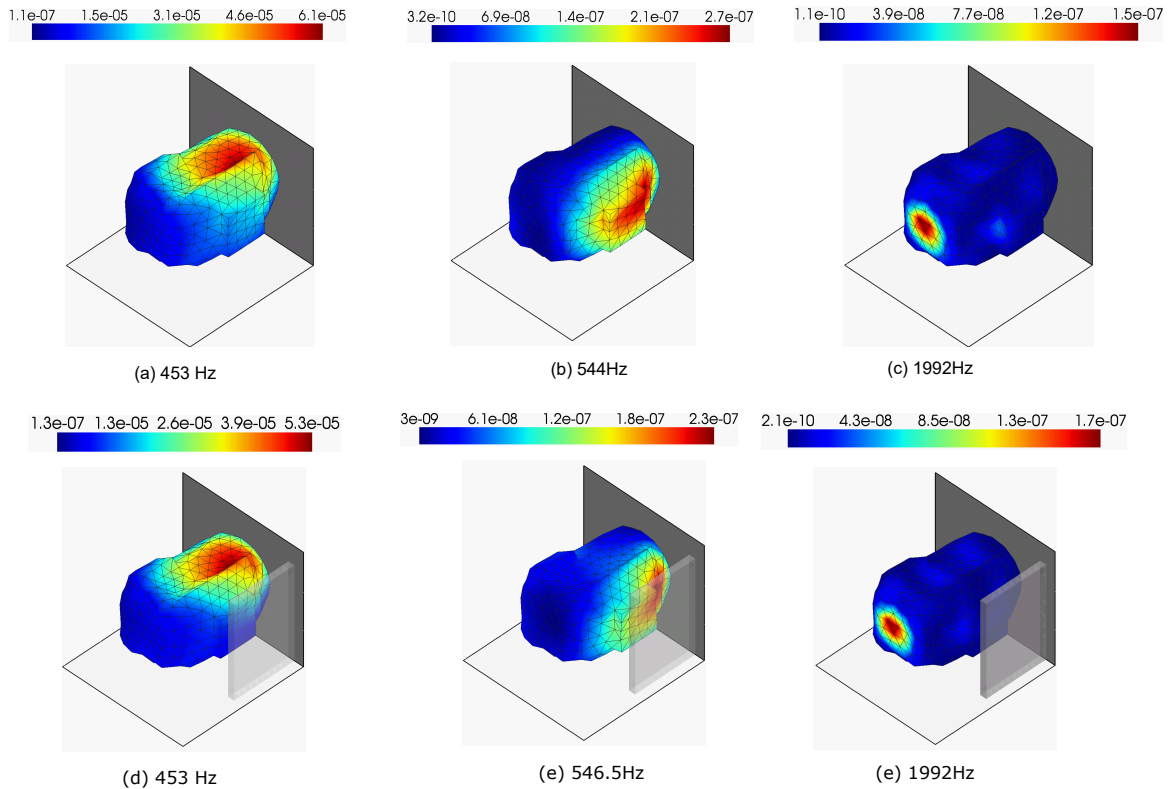 1.1e-07 1.5e-05 3.1e-05 4.6e-05 6.1e-05
3.2e-10 6.9e-08 1.4e-07 2.1e-07 2.7e-07
1.1e-10 3.9e-08 7.7e-08 1.2e-07 1.5e-07
(a) 453 Hz
(b) 544Hz
(c) 1992Hz
1.3e-07 1.3e-05 2.6e-05 3.9e-05 5.3e-05
3e-09 6.1e-08 1.2e-07 1.8e-07 2.3e-07
2.1e-10 4.3e-08 8.5e-08 1.3e-07 1.7e-07
(d) 453 Hz
(e) 546.5Hz
(e) 1992Hz